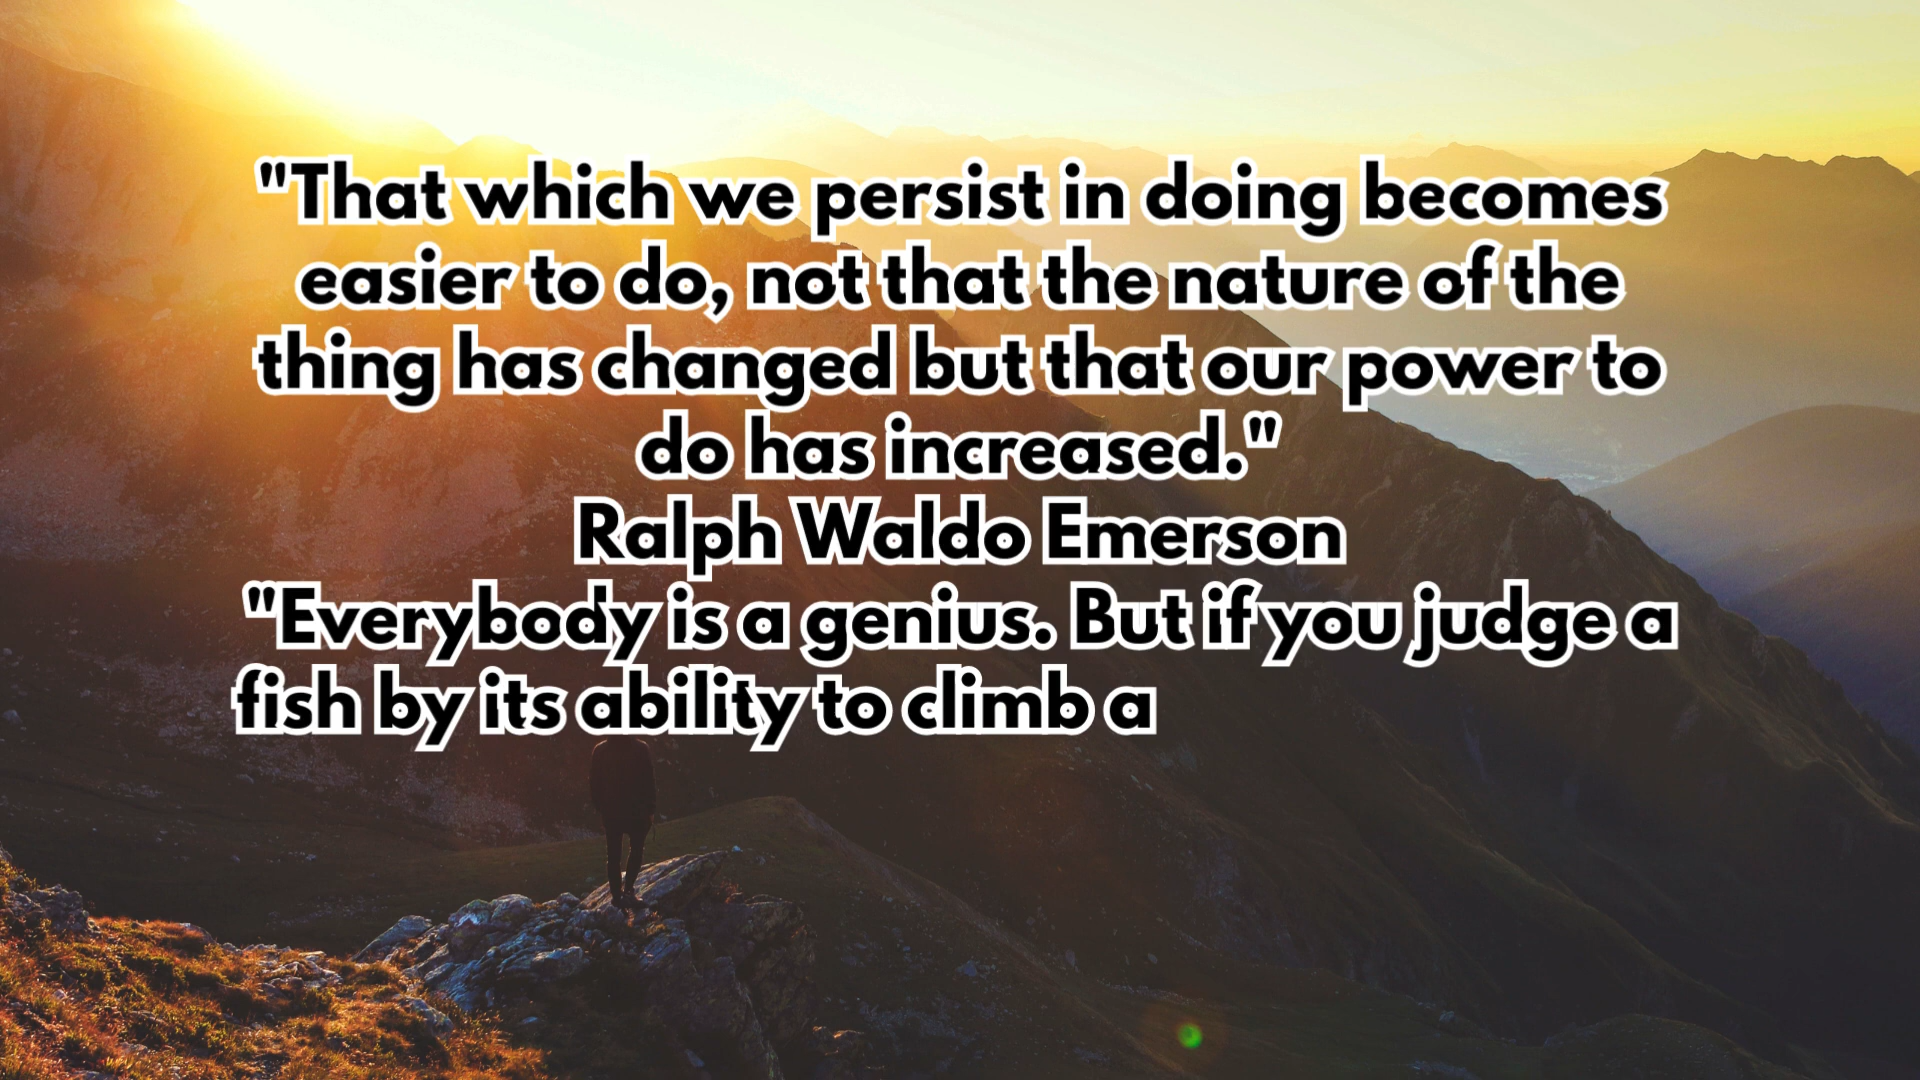 "That which we persist in doing becomes
easier to do, not that the nature of the
thing has changed but that our power to
do has increased."
Ralph Waldo Emerson
"Everybody is a genius. But if you judge a
fish by its ability to climb a